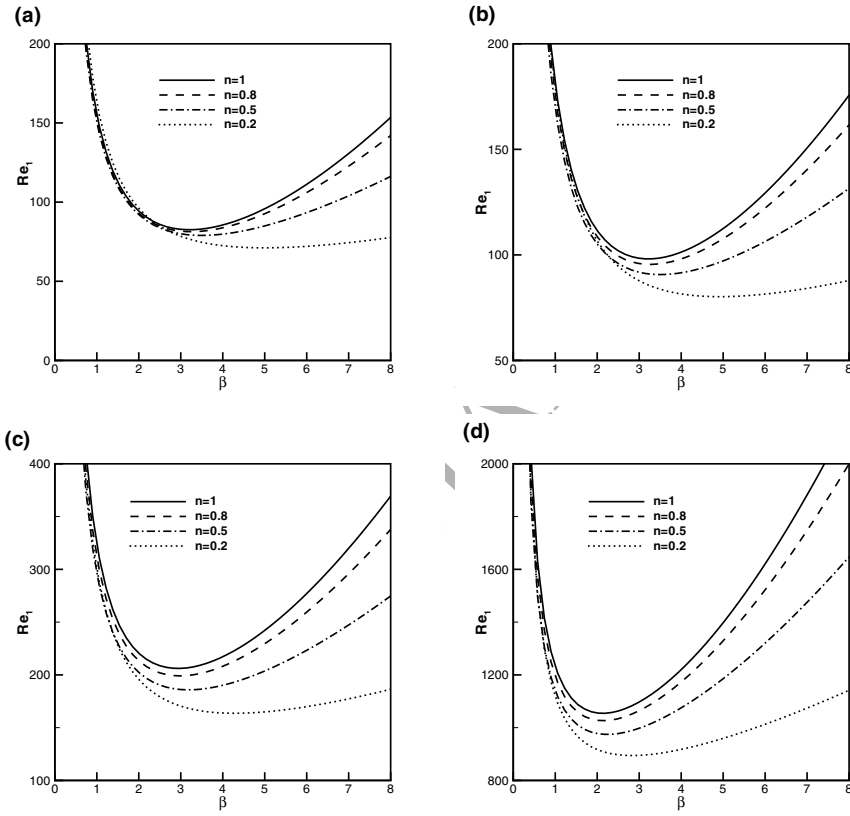 (a)
200
150
100
50
0
Re₁
n=1
n=0.8
n=0.5
n=0.2
0 1 2 3 4 5 6 7 8
β
(b)
200
150
100
50
Re₁
n=1
n=0.8
n=0.5
n=0.2
0 1 2 3 4 5 6 7 8
β
(c)
400
300
200
100
Re₁
n=1
n=0.8
n=0.5
n=0.2
0 1 2 3 4 5 6 7 8
β
(d)
2000
1600
1200
800
Re₁
n=1
n=0.8
n=0.5
n=0.2
0 1 2 3 4 5 6 7 8
β